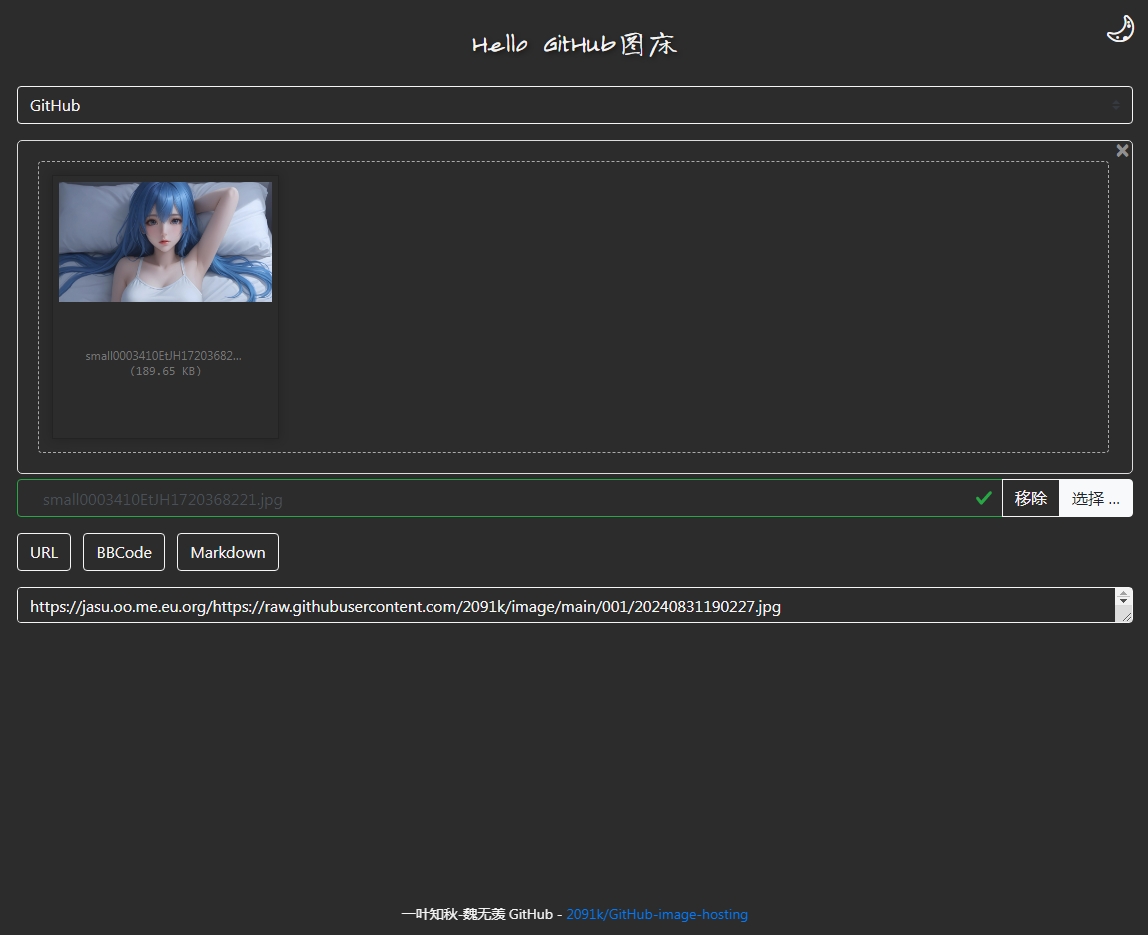 Hello GitHub图床
GitHub
small0003410EtJH17203682...
(189.65 KB)
small0003410EtJH1720368221.jpg
移除
选择 ...
URL
BBCode
Markdown
https://jasu.oo.me.eu.org/https://raw.githubusercontent.com/2091k/image/main/001/20240831190227.jpg
一叶知秋-魏无羡 GitHub - 2091k/GitHub-image-hosting